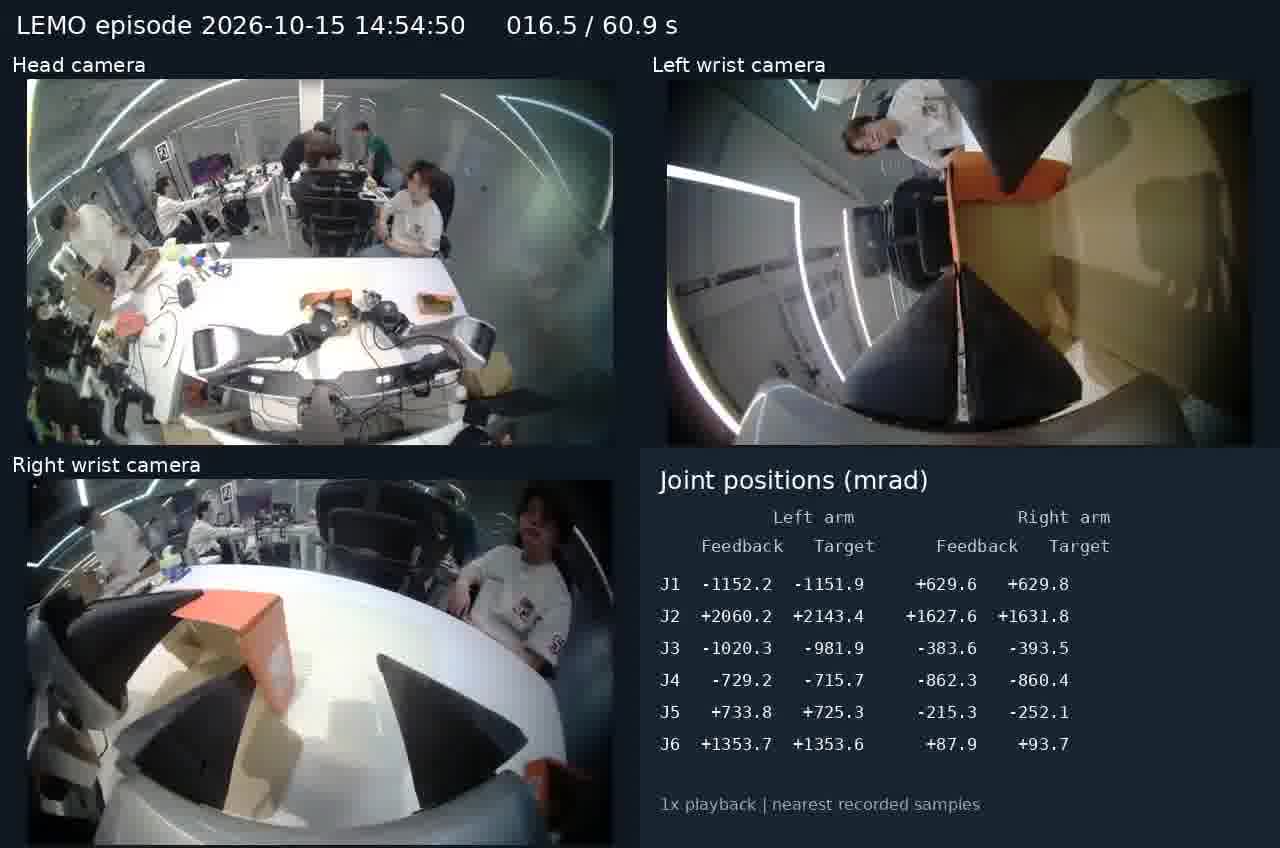 LEMO episode 2026-10-15 14:54:50 016.5 / 60.9 s
Head camera
Left wrist camera
Right wrist camera
Joint positions (mrad)
Left arm Right arm
Feedback Target Feedback Target
J1 -1152.2 -1151.9 +629.6 +629.8
J2 +2060.2 +2143.4 +1627.6 +1631.8
J3 -1020.3 -981.9 -383.6 -393.5
J4 -729.2 -715.7 -862.3 -860.4
J5 +733.8 +725.3 -215.3 -252.1
J6 +1353.7 +1353.6 +87.9 +93.7
1x playback | nearest recorded samples